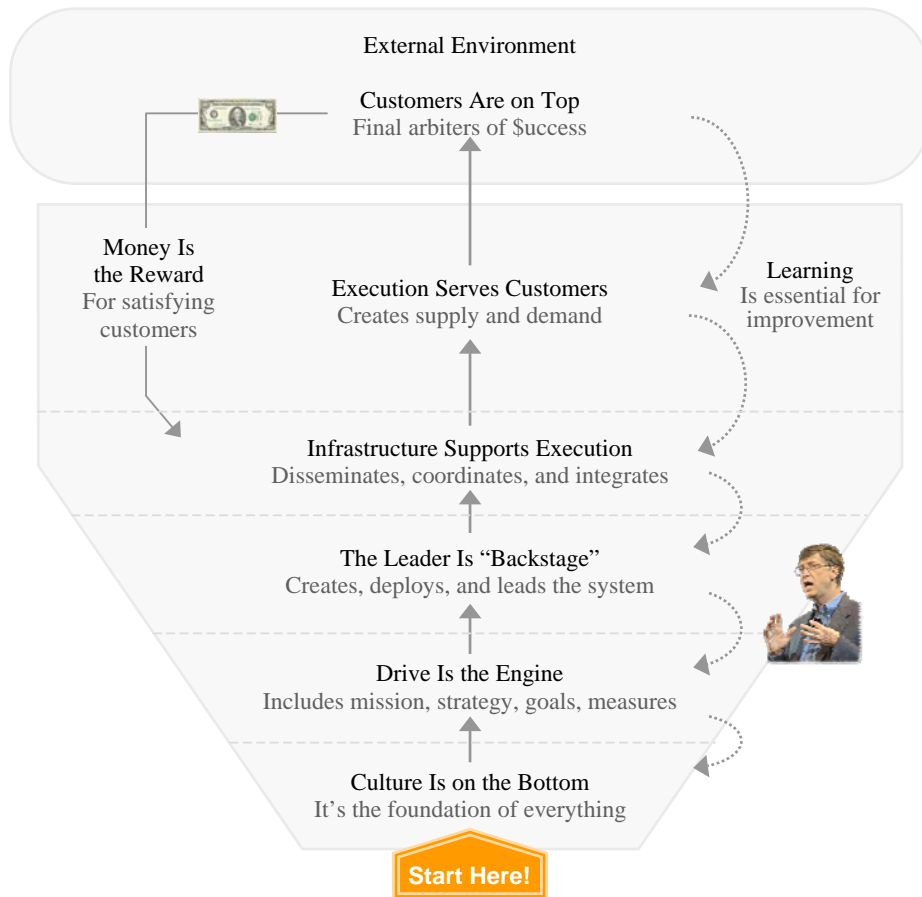 External Environment
Customers Are on Top
Final arbiters of $uccess
Money Is
the Reward
For satisfying
customers
Execution Serves Customers
Creates supply and demand
Learning
Is essential for
improvement
Infrastructure Supports Execution
Disseminates, coordinates, and integrates
The Leader Is “Backstage”
Creates, deploys, and leads the system
Drive Is the Engine
Includes mission, strategy, goals, measures
Culture Is on the Bottom
It’s the foundation of everything
Start Here!